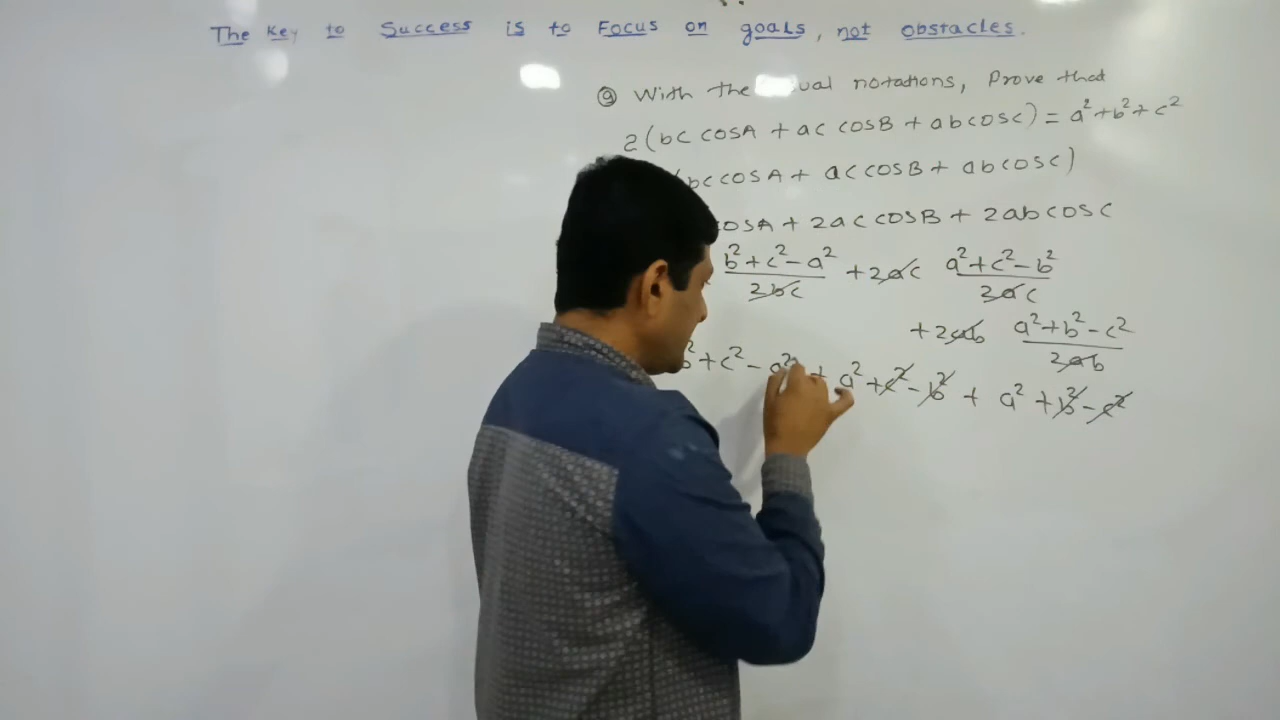 The Key to Success is to Focus on goals, not obstacles.
⑨ With the ual notations, Prove that
2(bc cosA + ac cosB + ab cosC) = a² + b² + c²
bc cosA + ac cosB + ab cosC)
cosA + 2ac cosB + 2ab cosC
b² + c² - a² / 2bc + 2ac a² + c² - b² / 2ac
+ 2ab a² + b² - c² / 2ab
b² + c² - a² + a² + c² - b² + a² + b² - c²